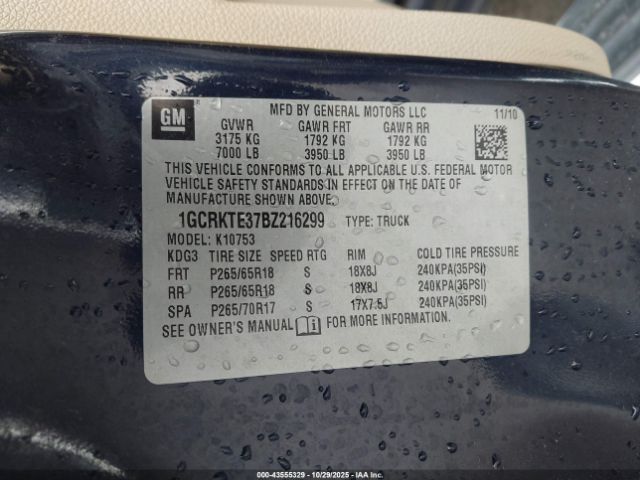 MFD BY GENERAL MOTORS LLC 11/10
GM
GVWR GAWR FRT GAWR RR
3175 KG 1792 KG 1792 KG
7000 LB 3950 LB 3950 LB
THIS VEHICLE CONFORMS TO ALL APPLICABLE U.S. FEDERAL MOTOR
VEHICLE SAFETY STANDARDS IN EFFECT ON THE DATE OF
MANUFACTURE SHOWN ABOVE.
1GCRKTE37BZ216299 TYPE: TRUCK
MODEL: K10753
KDG3 TIRE SIZE SPEED RTG RIM COLD TIRE PRESSURE
FRT P265/65R18 S 18X8J 240KPA(35PSI)
RR P265/65R18 S 18X8J 240KPA(35PSI)
SPA P265/70R17 S 17X7.5J 240KPA(35PSI)
SEE OWNER'S MANUAL FOR MORE INFORMATION.
000-43555329 | 10/29/2025 - IAA Inc.